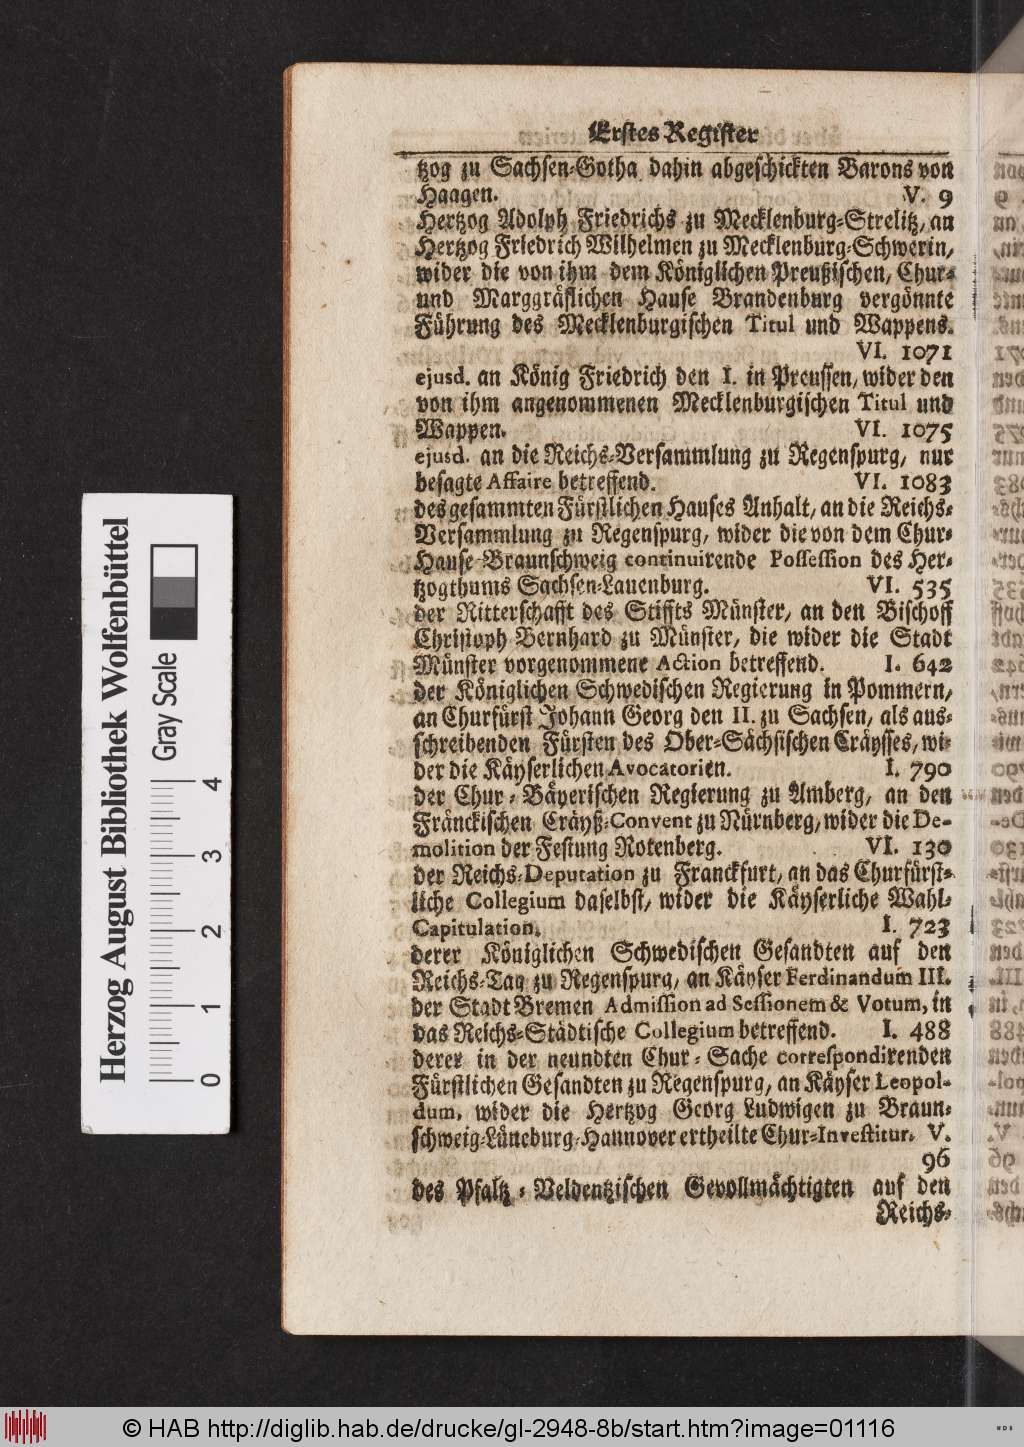 Erstes Register
tzog zu Sachsen-Gotha dahin abgeschickten Barons von
Haagen. V. 9
Hertzog Adolph Friedrichs zu Mecklenburg-Strelitz, an
Hertzog Friedrich Wilhelmen zu Mecklenburg-Schwerin,
wider die von ihm dem Königlichen Preußischen, Chur-
und Marggräflichen Hause Brandenburg vergönnte
Führung des Mecklenburgischen Titul und Wappens.
VI. 1071
ejusd. an König Friedrich den I. in Preussen, wider den
von ihm angenommenen Mecklenburgischen Titul und
Wappen. VI. 1075
ejusd. an die Reichs-Versammlung zu Regenspurg, nur
besagte Affaire betreffend. VI. 1083
des gesammten Fürstlichen Hauses Anhalt, an die Reichs-
Versammlung zu Regenspurg, wider die von dem Chur-
Hause Braunschweig continuirende Possession des Her-
tzogthums Sachsen-Lauenburg. VI. 535
der Ritterschafft des Stiffts Münster, an den Bischoff
Christoph Bernhard zu Münster, die wider die Stadt
Münster vorgenommene Action betreffend. I. 642
der Königlichen Schwedischen Regierung in Pommern,
an Churfürst Johann Georg den II. zu Sachsen, als aus-
schreibenden Fürsten des Ober-Sächsischen Cräysses, wi-
der die Käyserlichen Avocatorien. I. 790
der Chur-Bäyerischen Regierung zu Amberg, an den
Fränckischen Cräyß-Convent zu Nürnberg, wider die De-
molition der Festung Rotenberg. VI. 130
der Reichs-Deputation zu Franckfurt, an das Churfürst-
liche Collegium daselbst, wider die Käyserliche Wahl-
Capitulation. I. 723
derer Königlichen Schwedischen Gesandten auf den
Reichs-Tag zu Regenspurg, an Käyser Ferdinandum III.
der Stadt Bremen Admission ad Sessionem & Votum, in
das Reichs-Städtische Collegium betreffend. I. 488
derer in der neundten Chur-Sache correspondirenden
Fürstlichen Gesandten zu Regenspurg, an Käyser Leopol-
dum, wider die Hertzog Georg Ludwigen zu Braun-
schweig-Lüneburg-Hannover ertheilte Chur-Investitur. V.
96
des Pfaltz-Veldentzischen Gevollmächtigten auf den
Reichs-
Herzog August Bibliothek Wolfenbüttel
Gray Scale
0 1 2 3 4
© HAB http://diglib.hab.de/drucke/gl-2948-8b/start.htm?image=01116